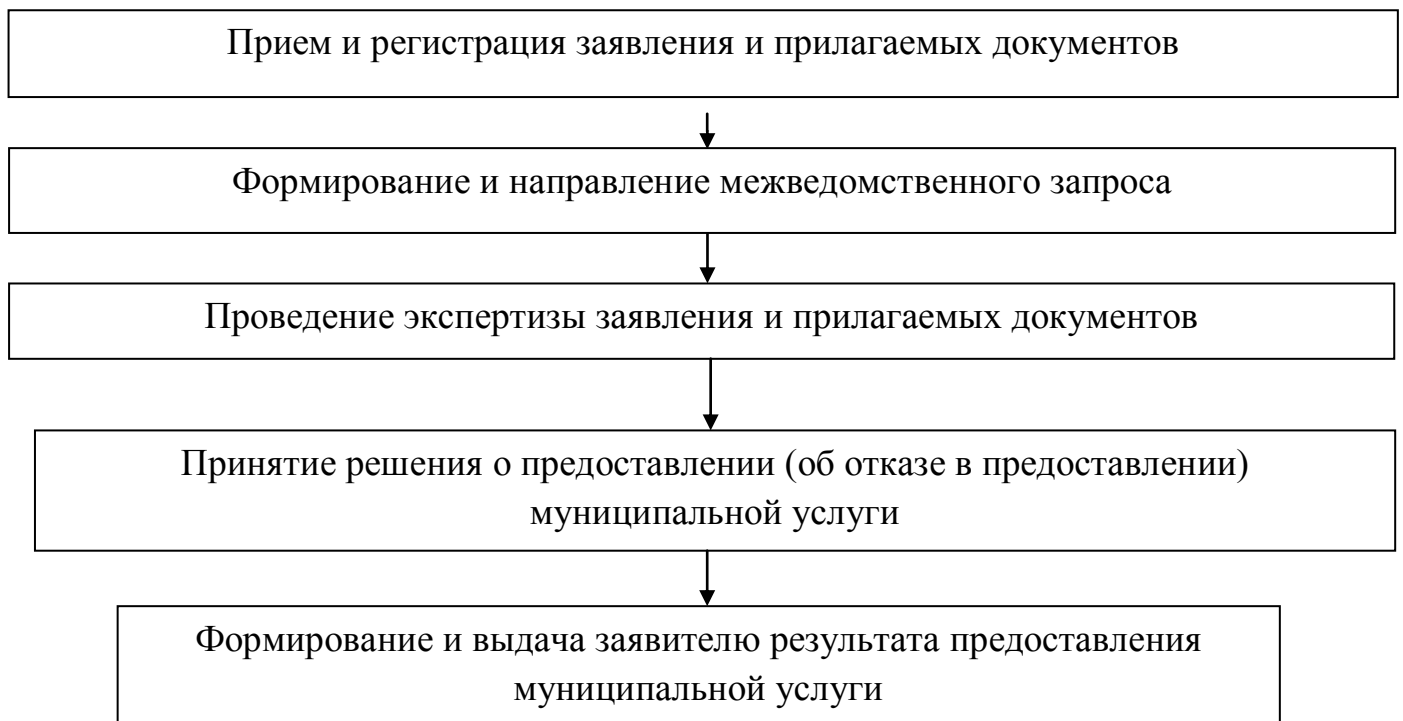 Прием и регистрация заявления и прилагаемых документов
Формирование и направление межведомственного запроса
Проведение экспертизы заявления и прилагаемых документов
Принятие решения о предоставлении (об отказе в предоставлении)
муниципальной услуги
Формирование и выдача заявителю результата предоставления
муниципальной услуги